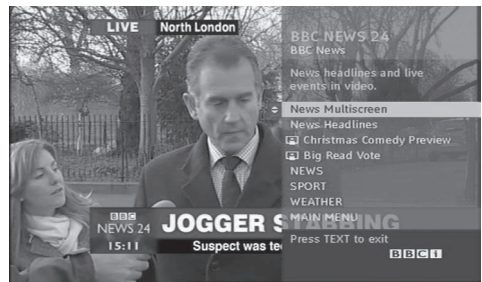 LIVE North London
BBC NEWS 24
BBC News
News headlines and live
events in video.
News Multiscreen
News Headlines
Christmas Comedy Preview
Big Read Vote
NEWS
SPORT
WEATHER
MAIN MENU
Press TEXT to exit
BBCi
BBC
NEWS 24
15:11
JOGGER STABBING
Suspect was